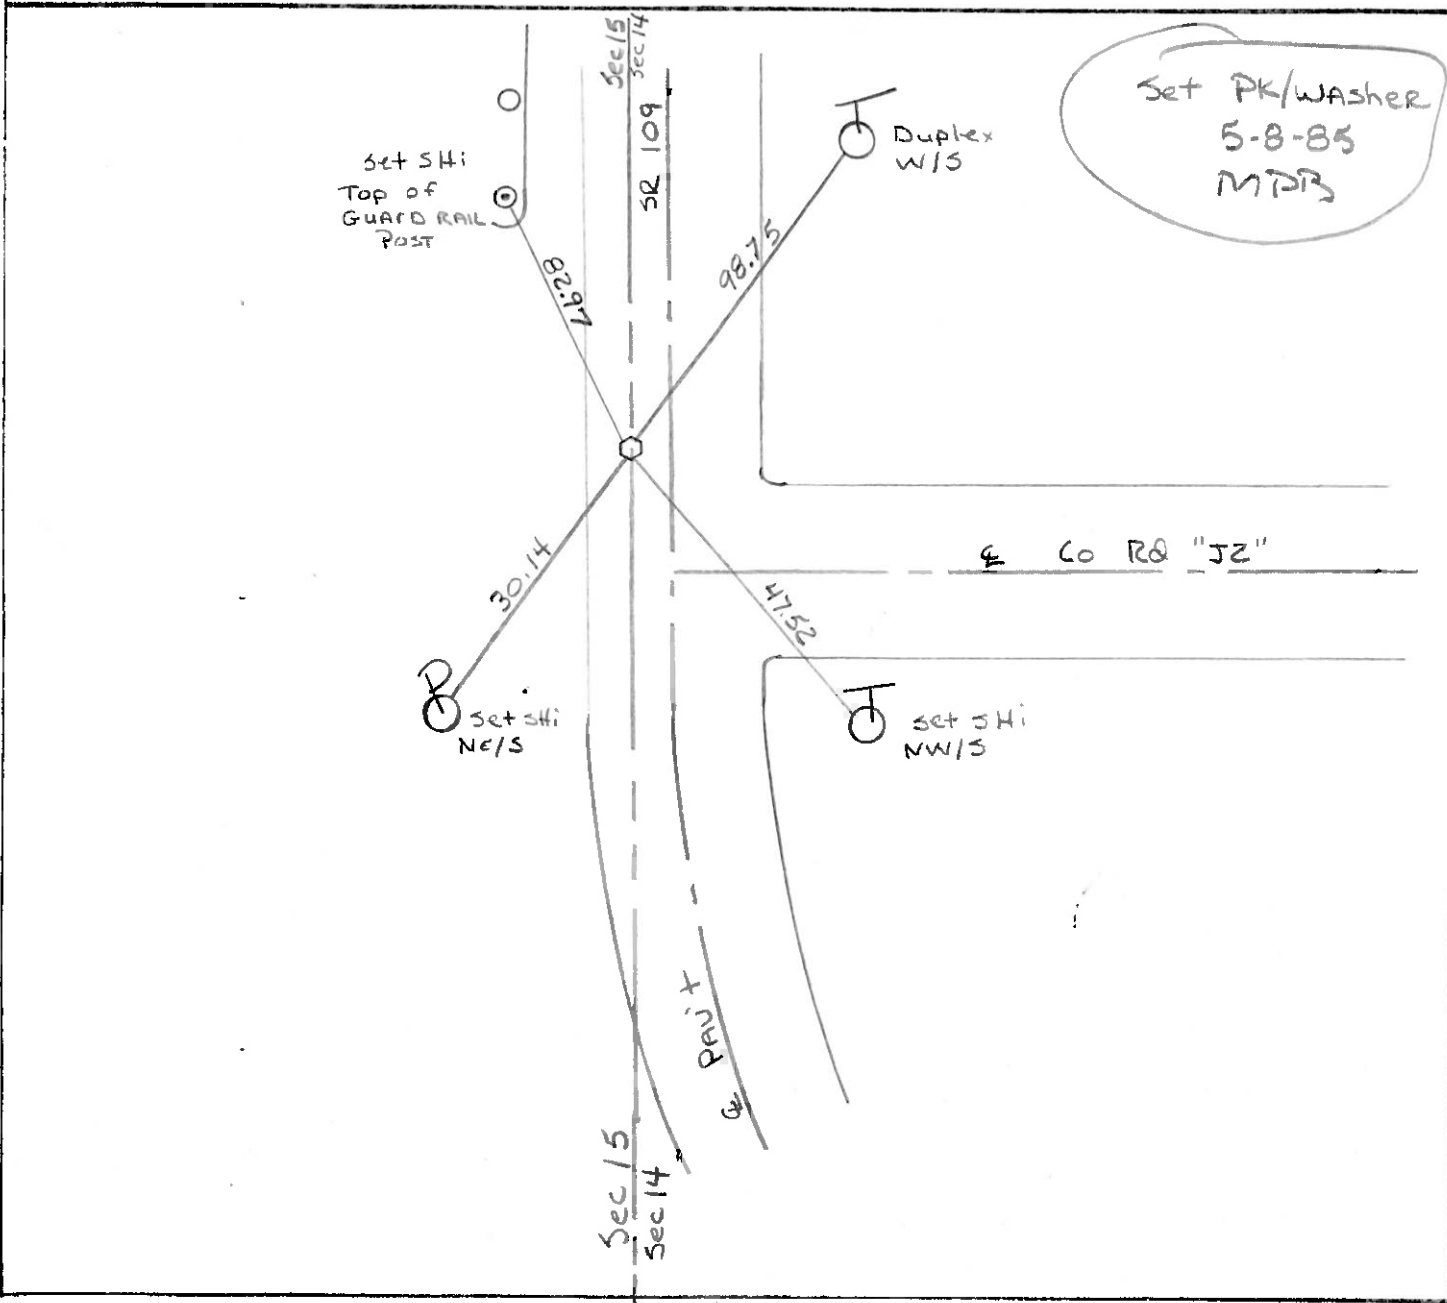 Sec 15
Sec 14
SR 109
Set PK/WAsher
5-8-85
MPB
Duplex
W/S
Set SHi
Top of
GUArD RAIL
POST
82.97
98.75
℄ Co Rd "J2"
30.14
47.52
P
Set SHi
NE/S
T
Set SHi
NW/S
T
℄ PAV't
Sec 15
Sec 14